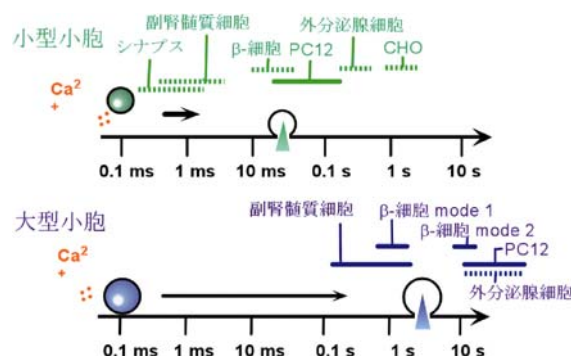 小型小胞
副腎髄質細胞
シナプス
β-細胞
PC12
外分泌腺細胞
CHO
Ca2
+
0.1 ms
1 ms
10 ms
0.1 s
1 s
10 s
大型小胞
副腎髄質細胞
β-細胞 mode 1
β-細胞 mode 2
PC12
外分泌腺細胞
Ca2
+
0.1 ms
1 ms
10 ms
0.1 s
1 s
10 s